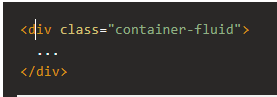 <div class="container-fluid">
...
</div>